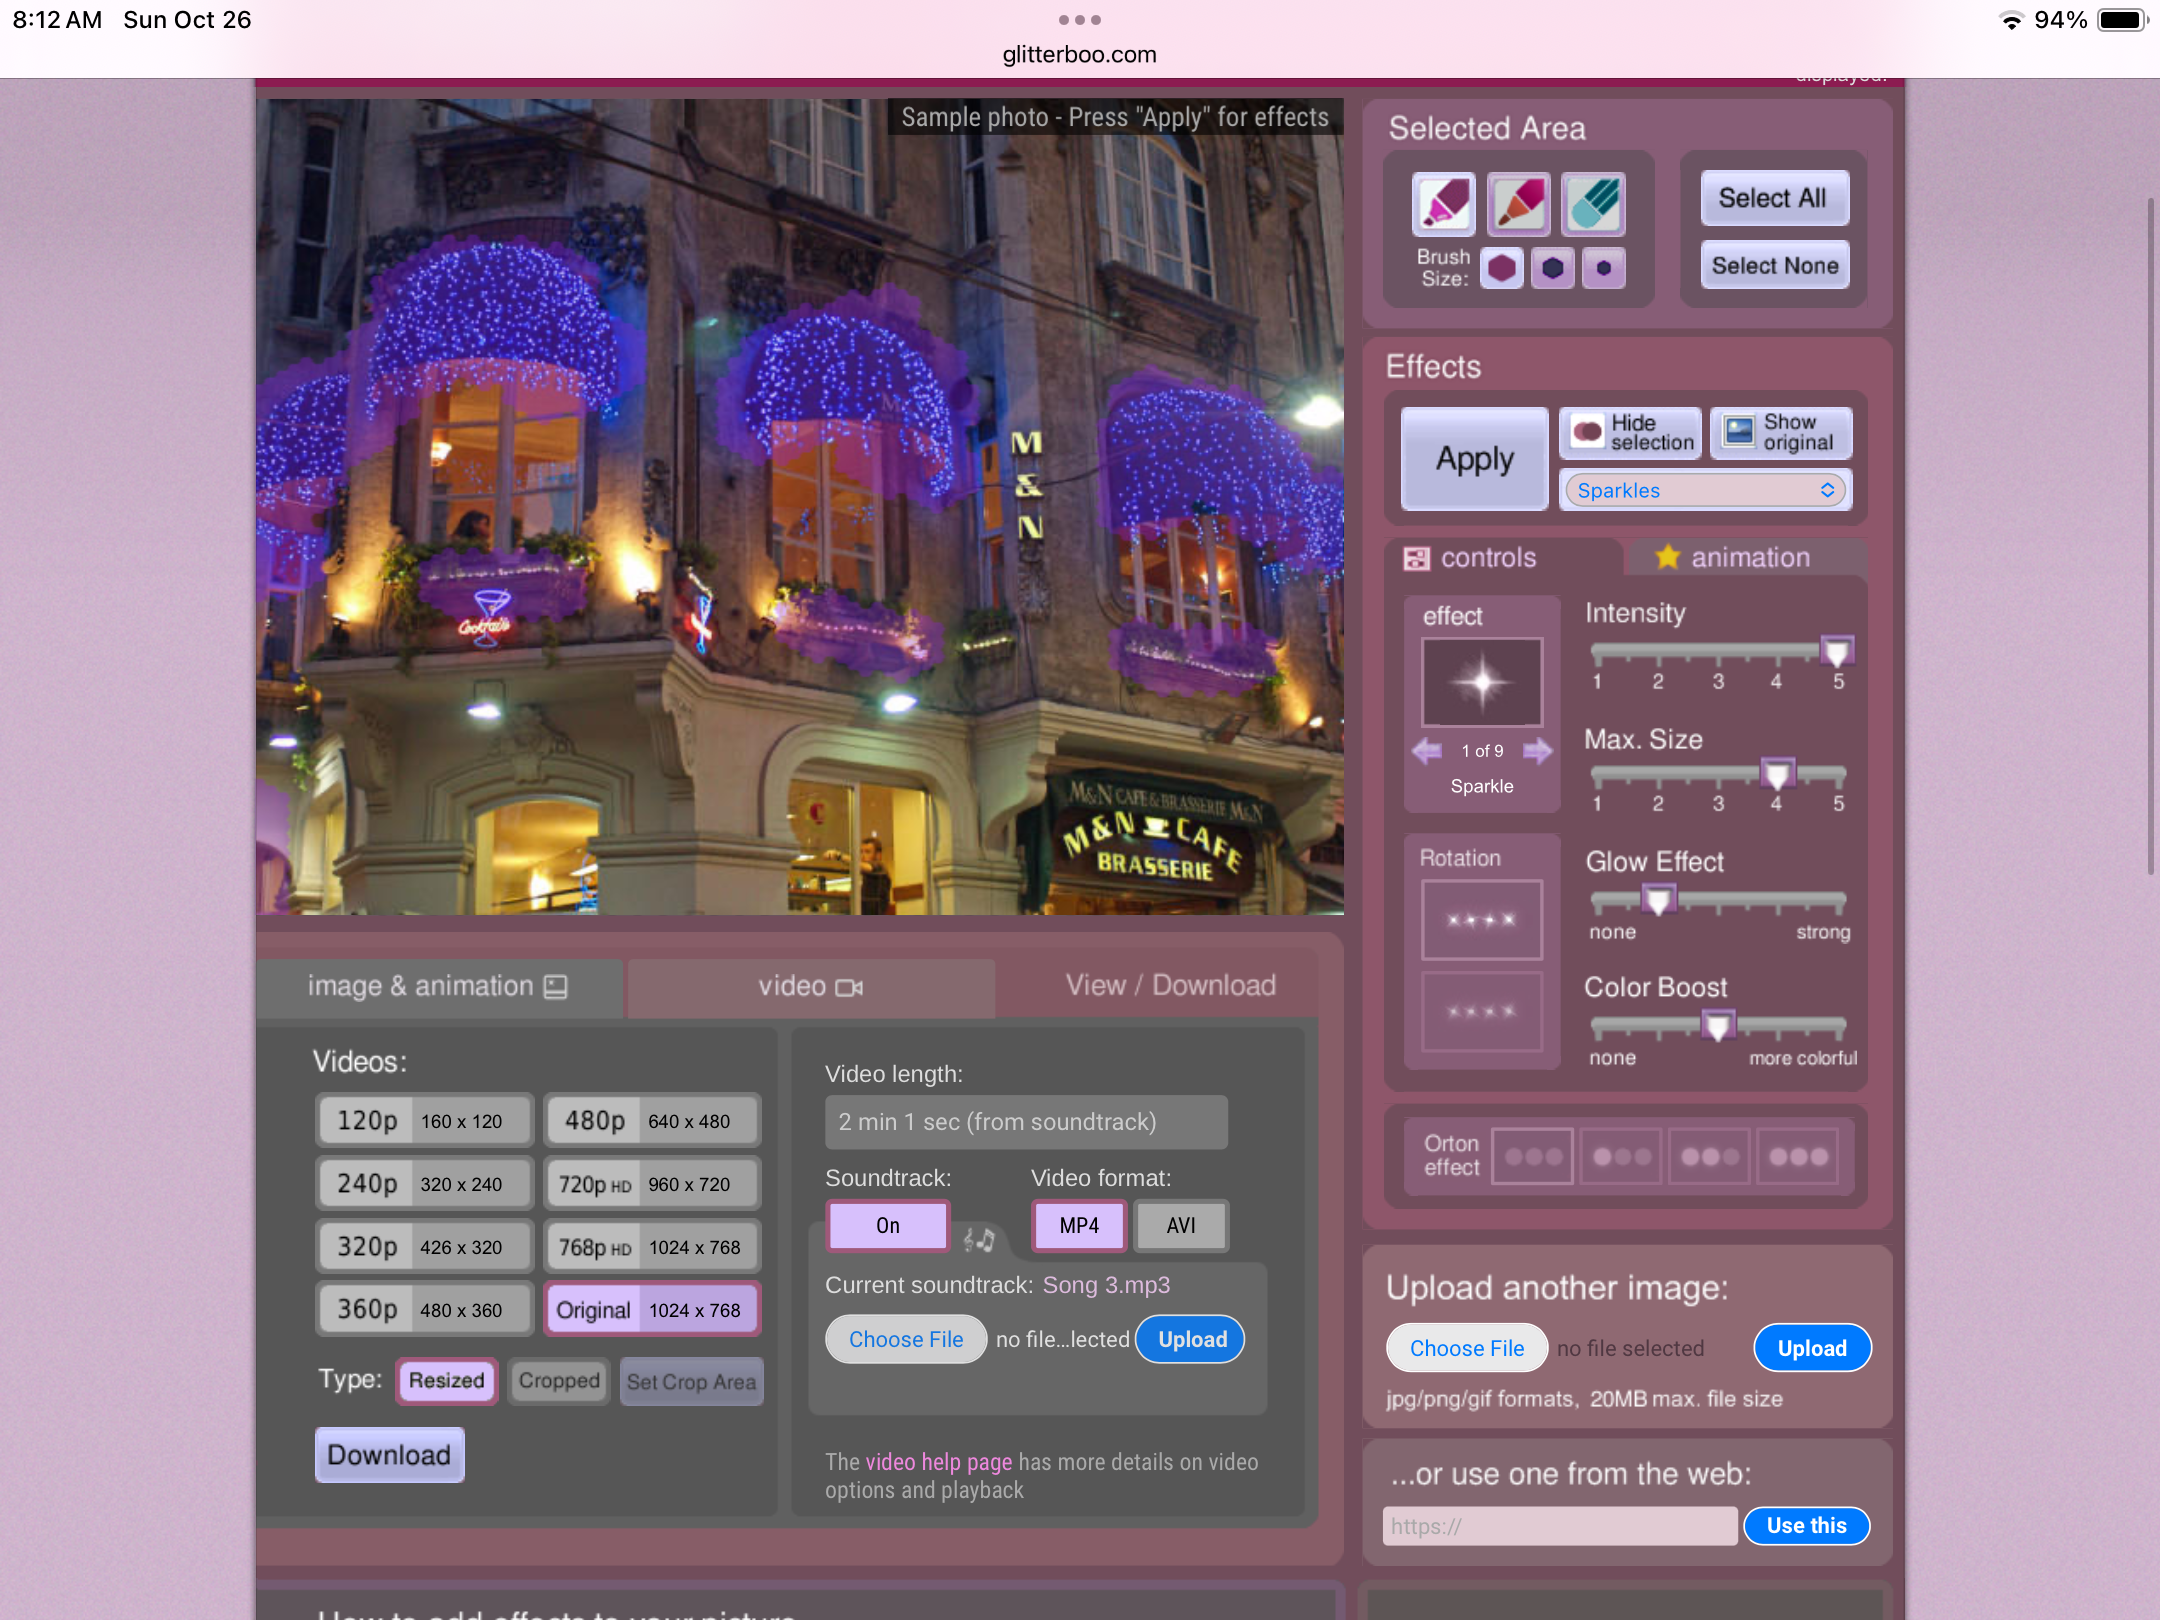 8:12 AM Sun Oct 26
94%
glitterboo.com
displayed.
Sample photo - Press "Apply" for effects
M
&
N
Cocktails
M&N CAFE & BRASSERIE M&N
M&N CAFE
BRASSERIE
Selected Area
Brush
Size:
Select All
Select None
Effects
Apply
Hide
selection
Show
original
Sparkles
controls
animation
effect
1 of 9
Sparkle
Rotation
Intensity
1 2 3 4 5
Max. Size
1 2 3 4 5
Glow Effect
none strong
Color Boost
none more colorful
Orton
effect
image & animation
video
View / Download
Videos:
120p 160 x 120
480p 640 x 480
240p 320 x 240
720p HD 960 x 720
320p 426 x 320
768p HD 1024 x 768
360p 480 x 360
Original 1024 x 768
Type: Resized Cropped Set Crop Area
Download
Video length:
2 min 1 sec (from soundtrack)
Soundtrack: Video format:
On MP4 AVI
Current soundtrack: Song 3.mp3
Choose File no file...lected Upload
The video help page has more details on video
options and playback
Upload another image:
Choose File no file selected Upload
jpg/png/gif formats, 20MB max. file size
...or use one from the web:
https:// Use this
How to add effects to your picture